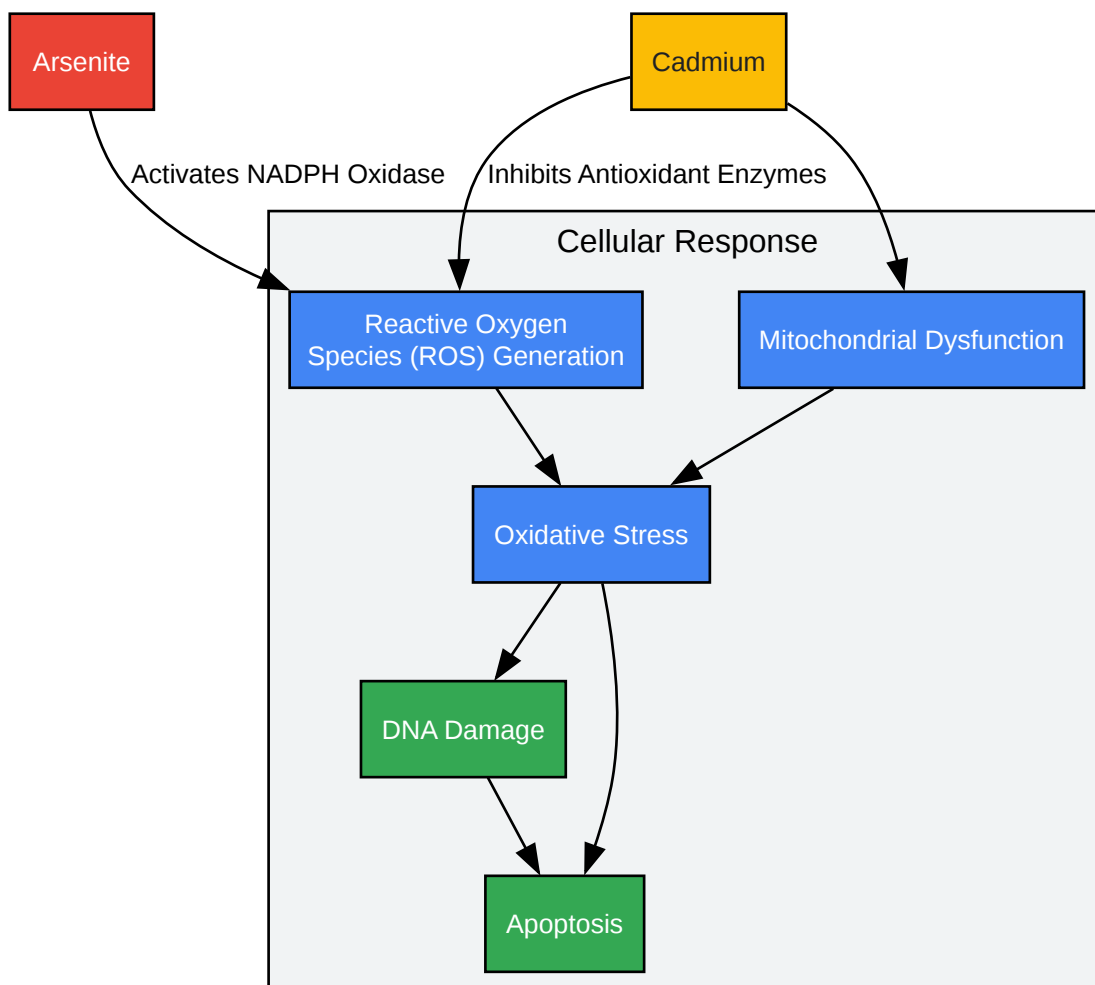 Arsenite
Cadmium
Activates NADPH Oxidase
Inhibits Antioxidant Enzymes
Cellular Response
Reactive Oxygen
Species (ROS) Generation
Mitochondrial Dysfunction
Oxidative Stress
DNA Damage
Apoptosis